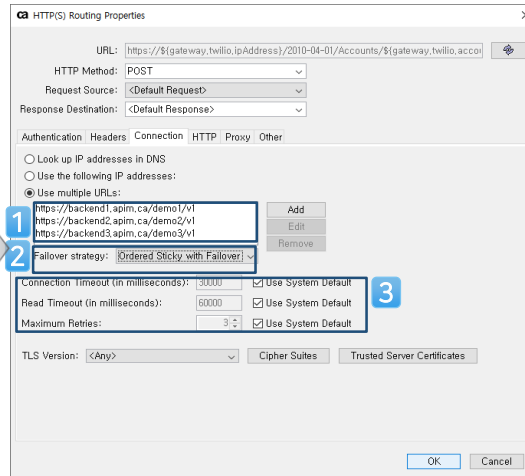 ca HTTP(S) Routing Properties
URL: https://${gateway,twilio,ipAddress}/2010-04-01/Accounts/${gateway,twilio,accou
HTTP Method: POST
Request Source: <Default Request>
Response Destination: <Default Response>
Authentication Headers Connection HTTP Proxy Other
Look up IP addresses in DNS
Use the following IP addresses:
Use multiple URLs:
1
https://backend1,apim,ca/demo1/v1
https://backend2,apim,ca/demo2/v1
https://backend3,apim,ca/demo3/v1
Add
Edit
Remove
2
Failover strategy: Ordered Sticky with Failover
Connection Timeout (in milliseconds): 30000 Use System Default
Read Timeout (in milliseconds): 60000 Use System Default
Maximum Retries: 3 Use System Default
3
TLS Version: <Any> Cipher Suites Trusted Server Certificates
OK Cancel